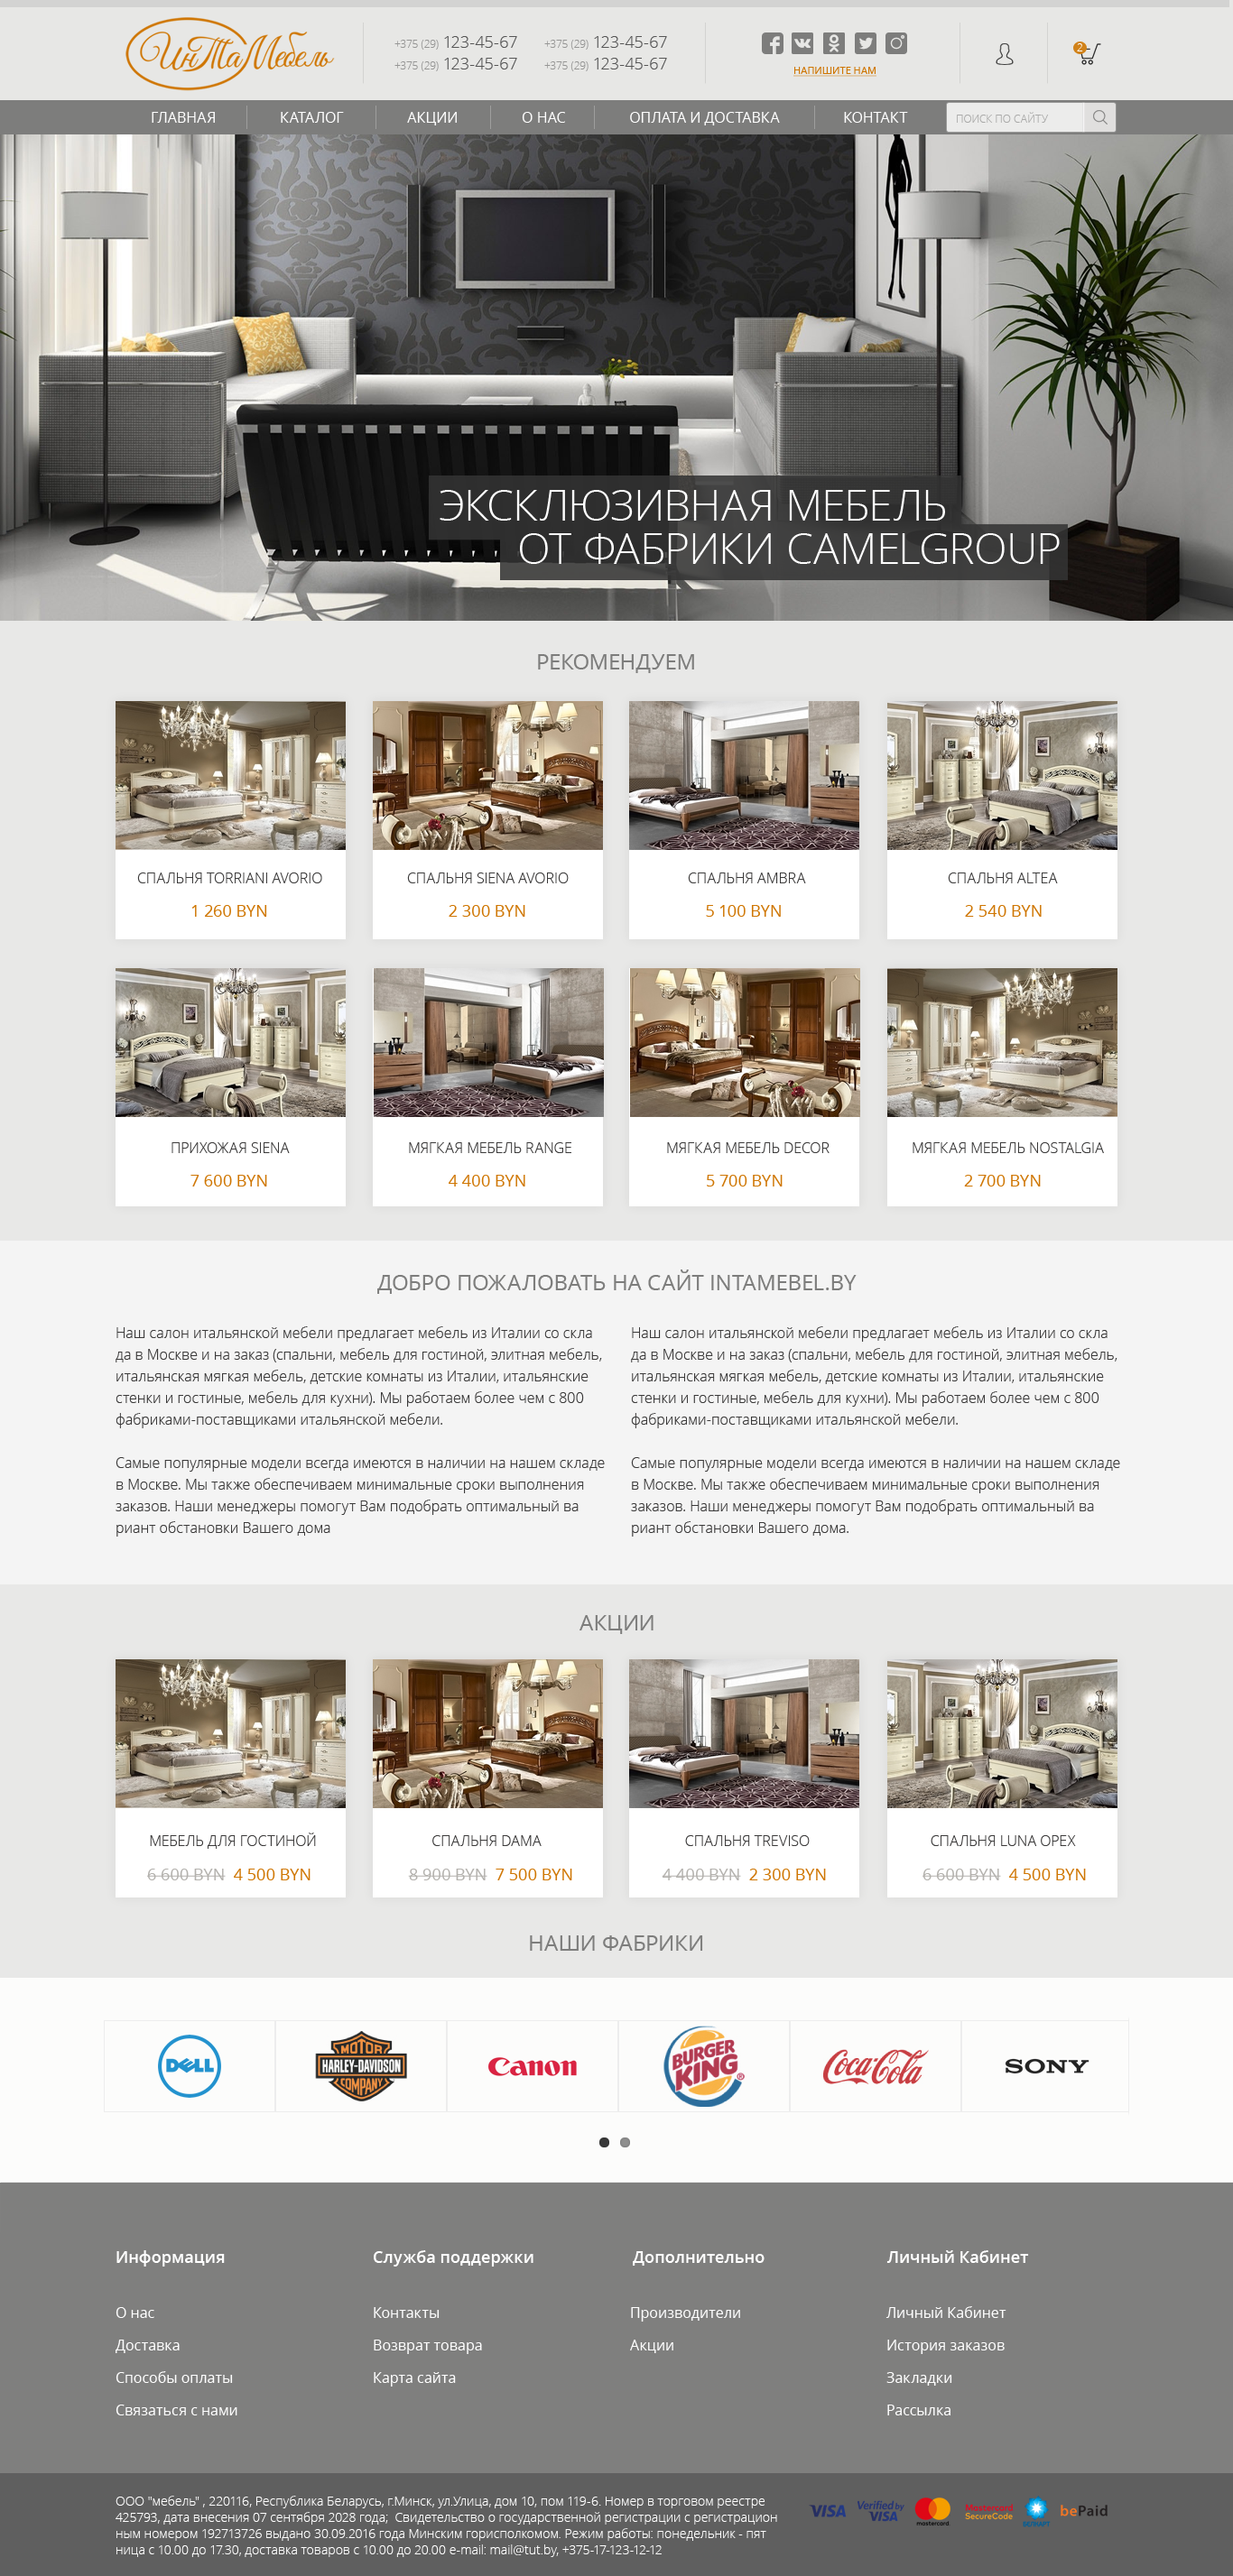 ИнТаМебель
+375 (29) 123-45-67 +375 (29) 123-45-67
+375 (29) 123-45-67 +375 (29) 123-45-67
НАПИШИТЕ НАМ
2
ГЛАВНАЯ КАТАЛОГ АКЦИИ О НАС ОПЛАТА И ДОСТАВКА КОНТАКТ ПОИСК ПО САЙТУ
ЭКСКЛЮЗИВНАЯ МЕБЕЛЬ
ОТ ФАБРИКИ CAMELGROUP
РЕКОМЕНДУЕМ
СПАЛЬНЯ TORRIANI AVORIO СПАЛЬНЯ SIENA AVORIO СПАЛЬНЯ AMBRA СПАЛЬНЯ ALTEA
1 260 BYN 2 300 BYN 5 100 BYN 2 540 BYN
ПРИХОЖАЯ SIENA МЯГКАЯ МЕБЕЛЬ RANGE МЯГКАЯ МЕБЕЛЬ DECOR МЯГКАЯ МЕБЕЛЬ NOSTALGIA
7 600 BYN 4 400 BYN 5 700 BYN 2 700 BYN
ДОБРО ПОЖАЛОВАТЬ НА САЙТ INTAMEBEL.BY
Наш салон итальянской мебели предлагает мебель из Италии со скла
да в Москве и на заказ (спальни, мебель для гостиной, элитная мебель,
итальянская мягкая мебель, детские комнаты из Италии, итальянские
стенки и гостиные, мебель для кухни). Мы работаем более чем с 800
фабриками-поставщиками итальянской мебели.
Самые популярные модели всегда имеются в наличии на нашем складе
в Москве. Мы также обеспечиваем минимальные сроки выполнения
заказов. Наши менеджеры помогут Вам подобрать оптимальный ва
риант обстановки Вашего дома
Наш салон итальянской мебели предлагает мебель из Италии со скла
да в Москве и на заказ (спальни, мебель для гостиной, элитная мебель,
итальянская мягкая мебель, детские комнаты из Италии, итальянские
стенки и гостиные, мебель для кухни). Мы работаем более чем с 800
фабриками-поставщиками итальянской мебели.
Самые популярные модели всегда имеются в наличии на нашем складе
в Москве. Мы также обеспечиваем минимальные сроки выполнения
заказов. Наши менеджеры помогут Вам подобрать оптимальный ва
риант обстановки Вашего дома.
АКЦИИ
МЕБЕЛЬ ДЛЯ ГОСТИНОЙ СПАЛЬНЯ DAMA СПАЛЬНЯ TREVISO СПАЛЬНЯ LUNA ОРЕХ
6 600 BYN 4 500 BYN 8 900 BYN 7 500 BYN 4 400 BYN 2 300 BYN 6 600 BYN 4 500 BYN
НАШИ ФАБРИКИ
DELL
MOTOR
HARLEY-DAVIDSON
COMPANY
Canon
BURGER
KING
®
Coca-Cola
SONY
Информация
О нас
Доставка
Способы оплаты
Связаться с нами
Служба поддержки
Контакты
Возврат товара
Карта сайта
Дополнительно
Производители
Акции
Личный Кабинет
Личный Кабинет
История заказов
Закладки
Рассылка
ООО "мебель" , 220116, Республика Беларусь, г.Минск, ул.Улица, дом 10, пом 119-6. Номер в торговом реестре
425793, дата внесения 07 сентября 2028 года; Свидетельство о государственной регистрации с регистрацион
ным номером 192713726 выдано 30.09.2016 года Минским горисполкомом. Режим работы: понедельник - пят
ница с 10.00 до 17.30, доставка товаров с 10.00 до 20.00 e-mail: mail@tut.by, +375-17-123-12-12
VISA
Verified by
VISA
mastercard
Mastercard
SecureCode
БЕЛКАРТ
bePaid